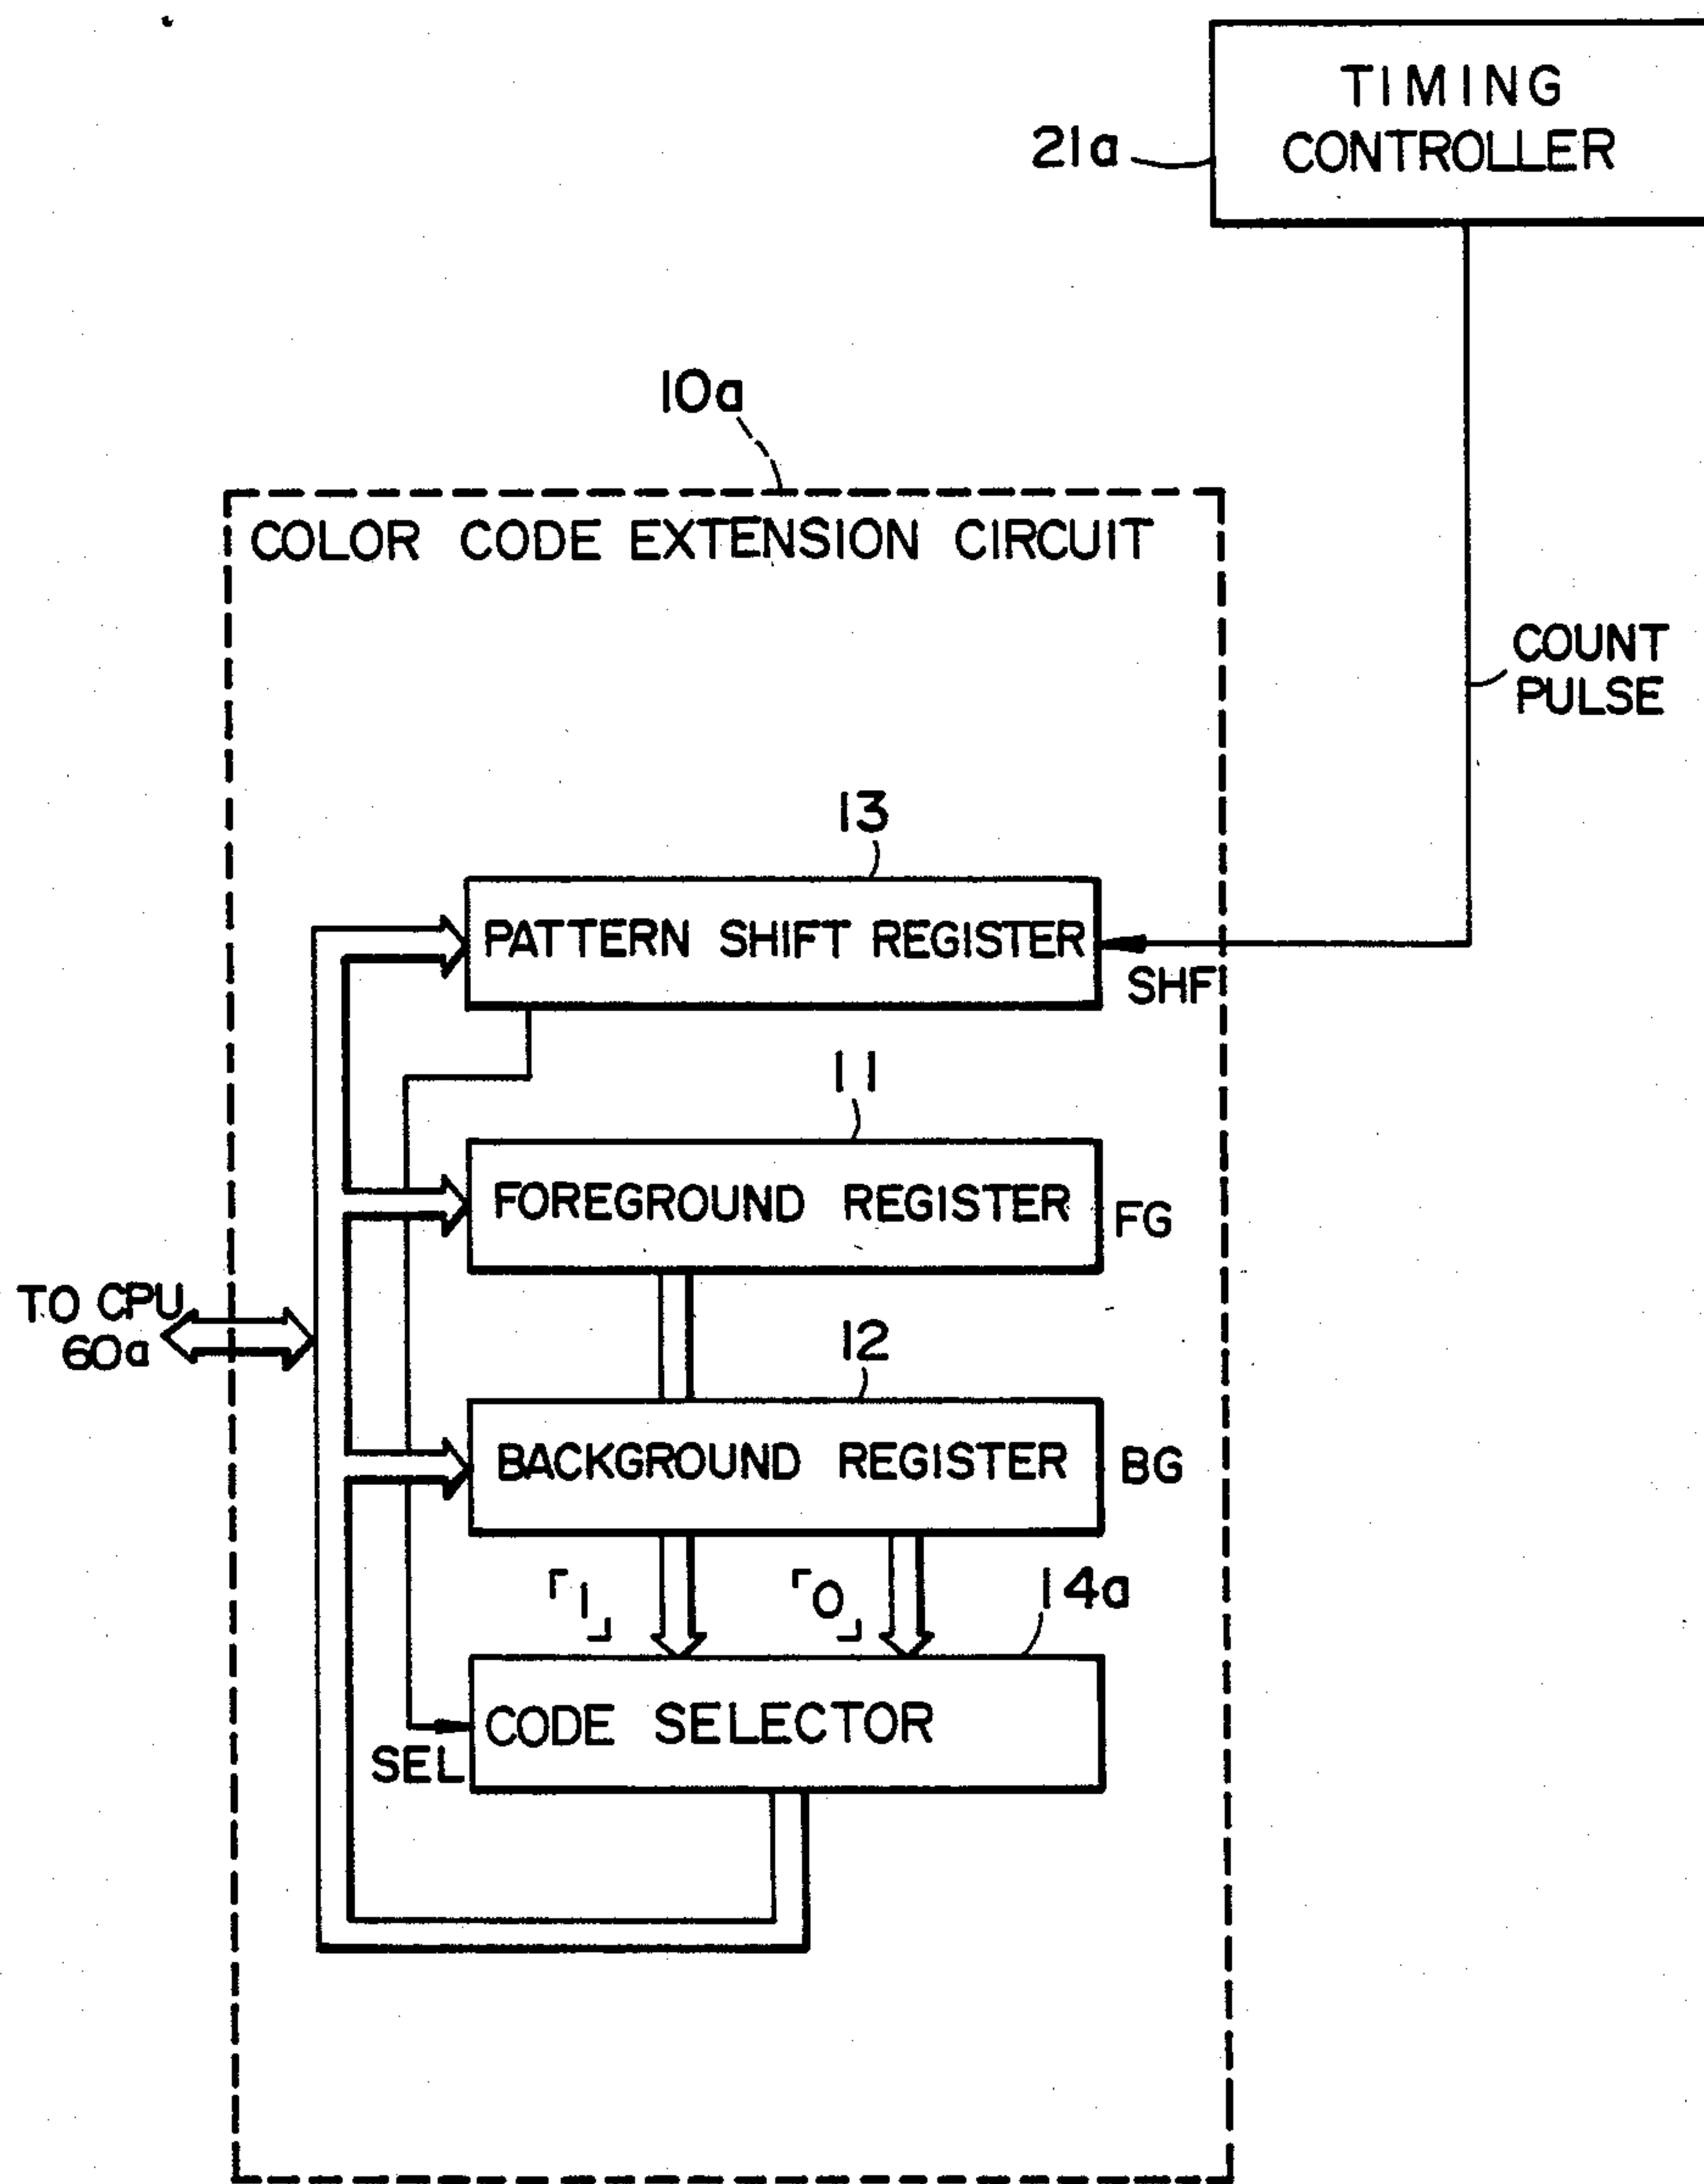 TIMING
CONTROLLER
21a
10a
COLOR CODE EXTENSION CIRCUIT
COUNT
PULSE
13
PATTERN SHIFT REGISTER
SHF
11
FOREGROUND REGISTER
FG
TO CPU
60a
12
BACKGROUND REGISTER
BG
「1」
「0」
14a
CODE SELECTOR
SEL